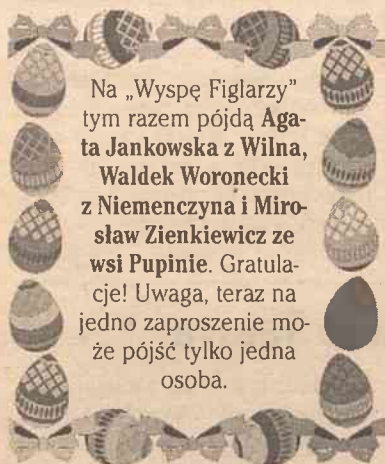 Na „Wyspę Figlarzy”
tym razem pójdą Aga-
ta Jankowska z Wilna,
Waldek Woronecki
z Niemenczyna i Miro-
sław Zienkiewicz ze
wsi Pupinie. Gratula-
cje! Uwaga, teraz na
jedno zaproszenie mo-
że pójść tylko jedna
osoba.